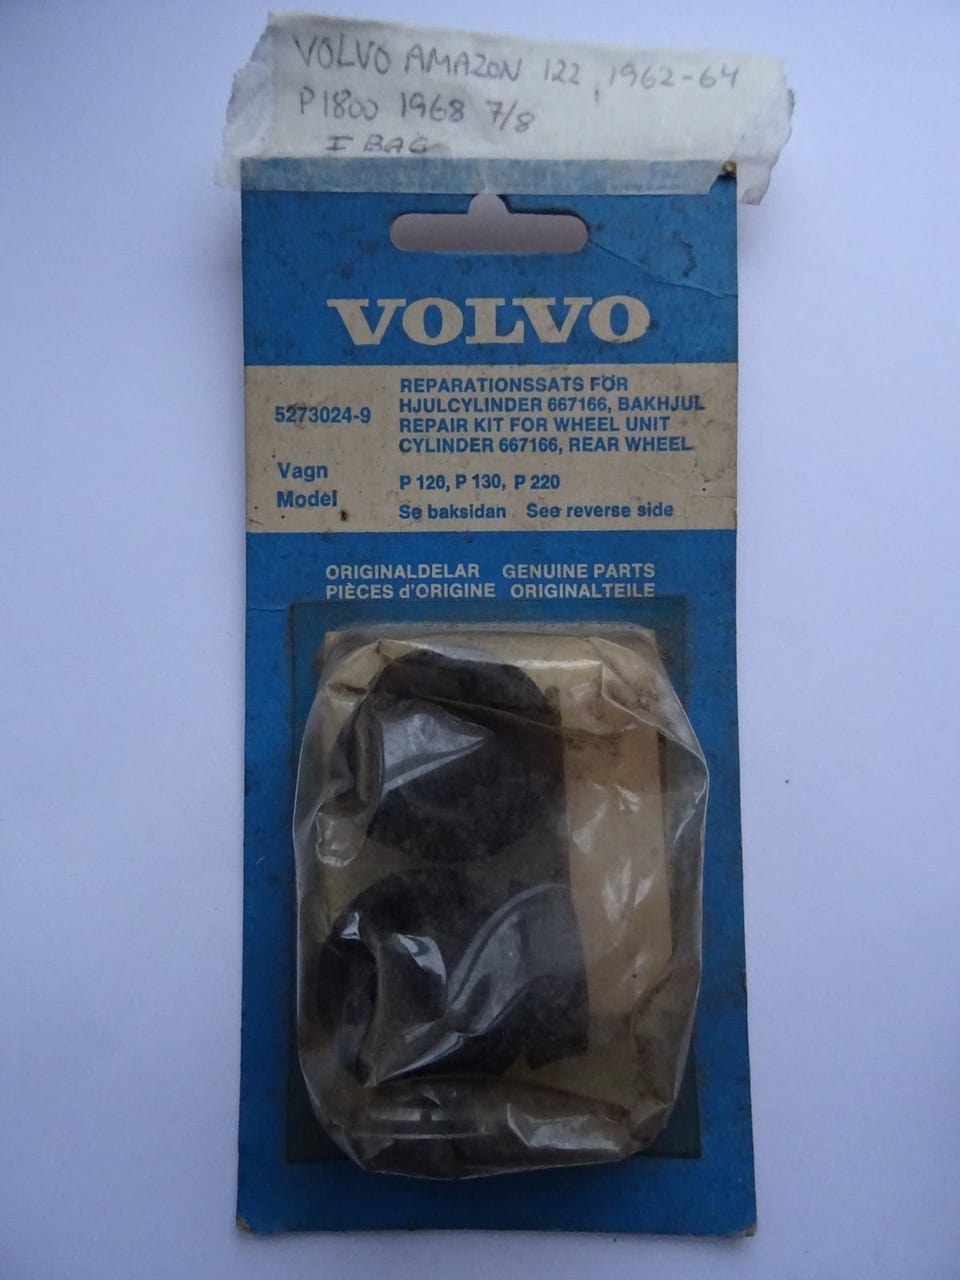 VOLVO AMAZON 122, 1962-64
P1800 1968 7/8
I BAG
VOLVO
5273024-9
REPARATIONSSATS FÖR
HJULCYLINDER 667166, BAKHJUL
REPAIR KIT FOR WHEEL UNIT
CYLINDER 667166, REAR WHEEL
Vagn
Model
P 120, P 130, P 220
Se baksidan See reverse side
ORIGINALDELAR GENUINE PARTS
PIÈCES d'ORIGINE ORIGINALTEILE